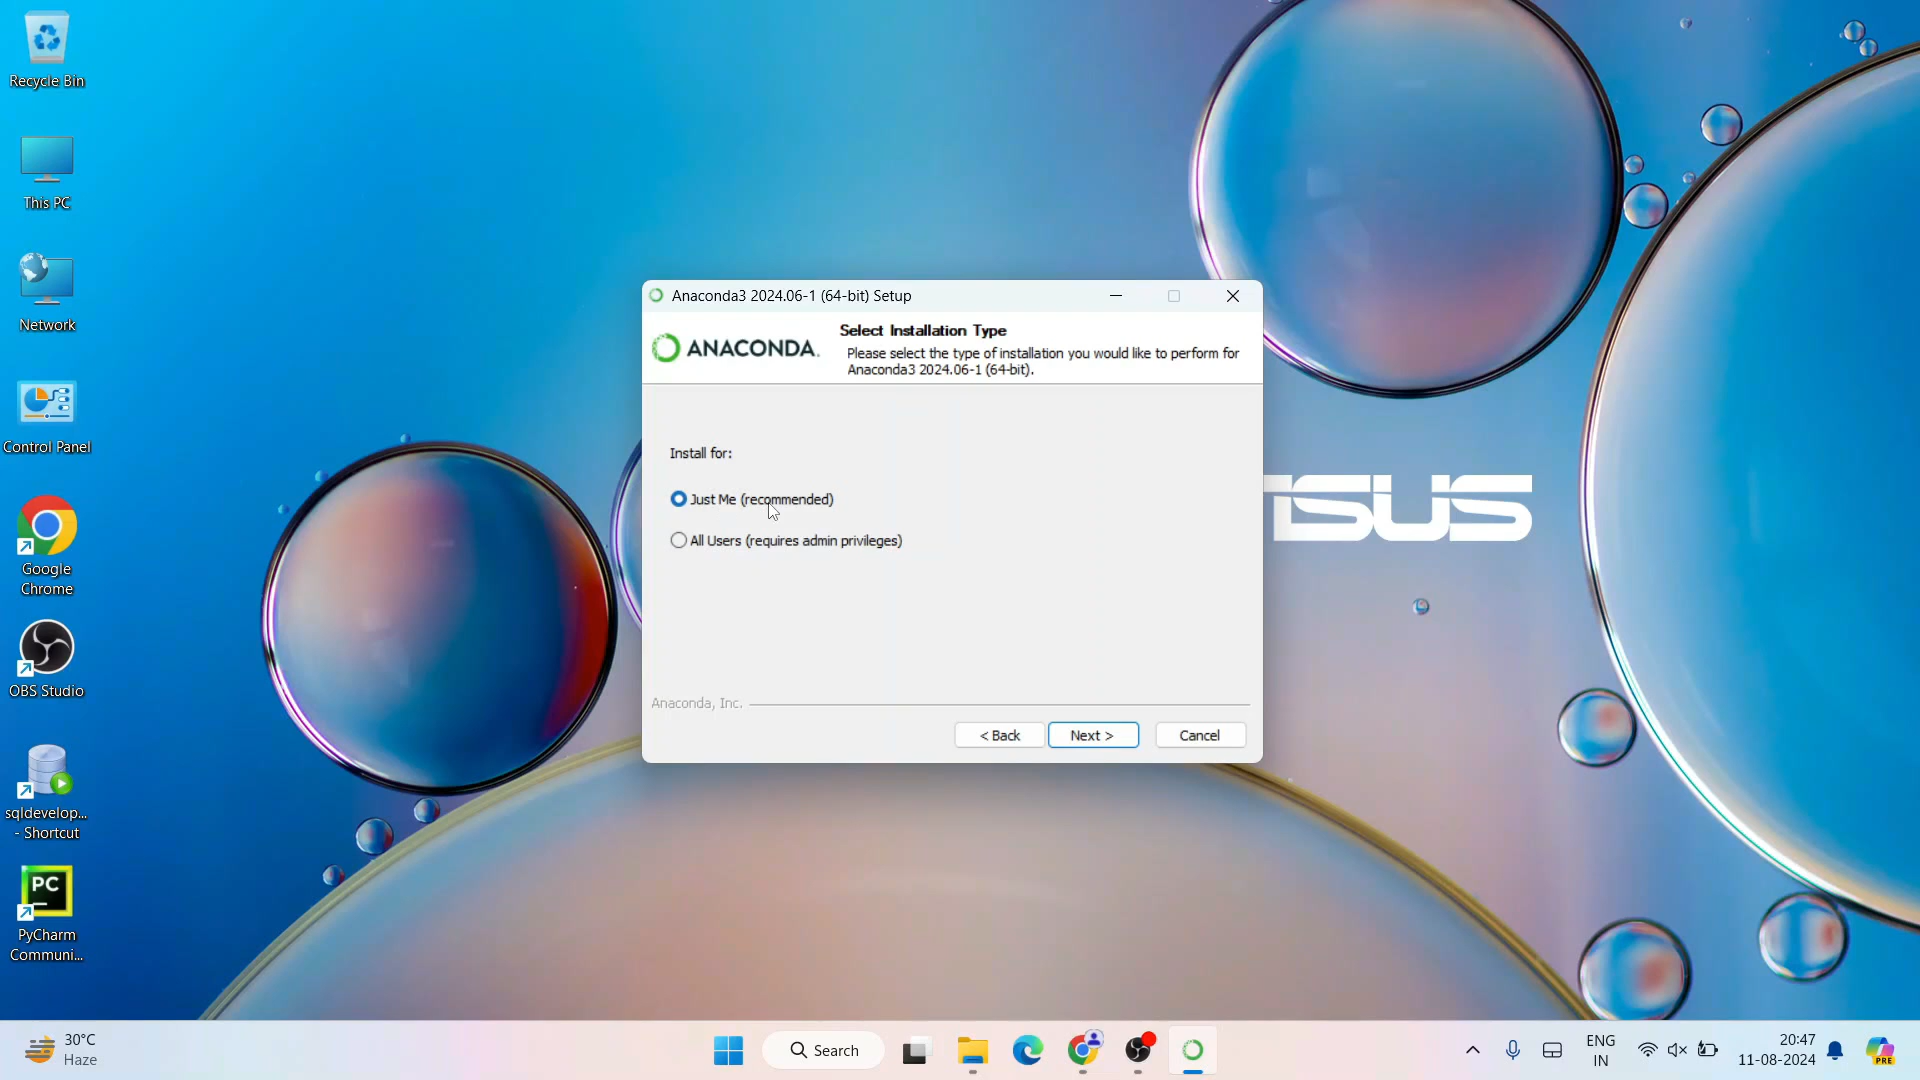 Recycle Bin
This PC
Network
Control Panel
Google
Chrome
OBS Studio
sqldevelop...
- Shortcut
PC
PyCharm
Communi...
Anaconda3 2024.06-1 (64-bit) Setup
ANACONDA.
Select Installation Type
Please select the type of installation you would like to perform for
Anaconda3 2024.06-1 (64-bit).
Install for:
Just Me (recommended)
All Users (requires admin privileges)
Anaconda, Inc.
< Back
Next >
Cancel
SUS
30°C
Haze
Search
ENG
IN
20:47
11-08-2024
PRE